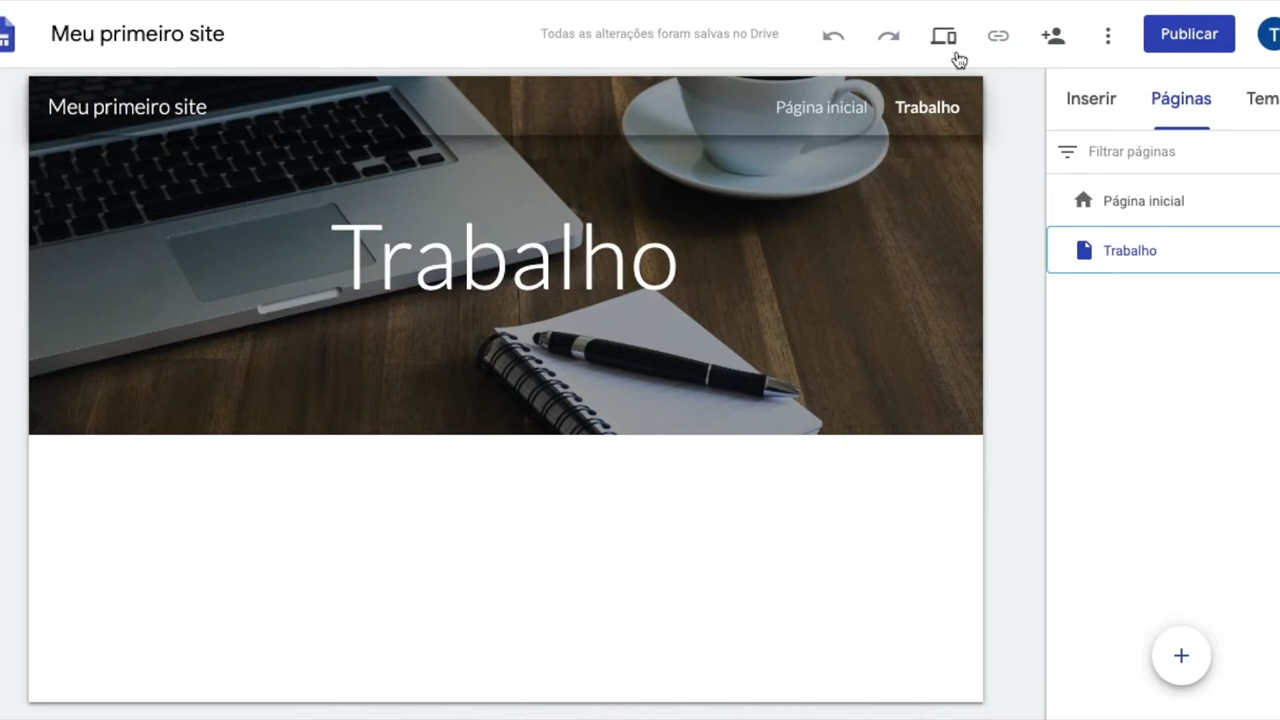 Meu primeiro site
Todas as alterações foram salvas no Drive
Publicar
T
Meu primeiro site
Página inicial
Trabalho
Trabalho
Inserir
Páginas
Tem
Filtrar páginas
Página inicial
Trabalho